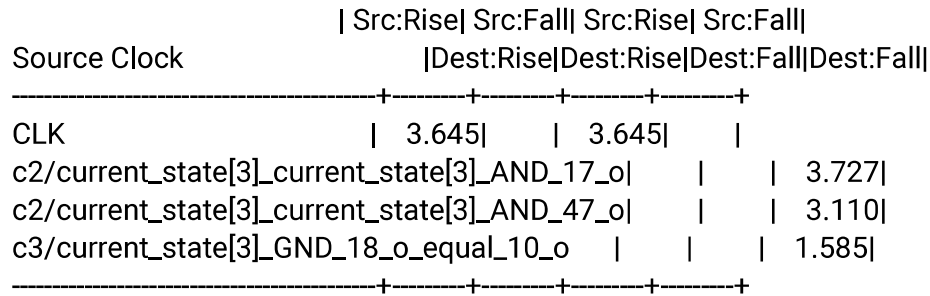 | Src:Rise| Src:Fall| Src:Rise| Src:Fall|
Source Clock |Dest:Rise|Dest:Rise|Dest:Fall|Dest:Fall|
--------------------------------------------+---------+---------+---------+---------+
CLK | 3.645| | 3.645| |
c2/current_state[3]_current_state[3]_AND_17_o| | | 3.727|
c2/current_state[3]_current_state[3]_AND_47_o| | | 3.110|
c3/current_state[3]_GND_18_o_equal_10_o | | | 1.585|
--------------------------------------------+---------+---------+---------+---------+